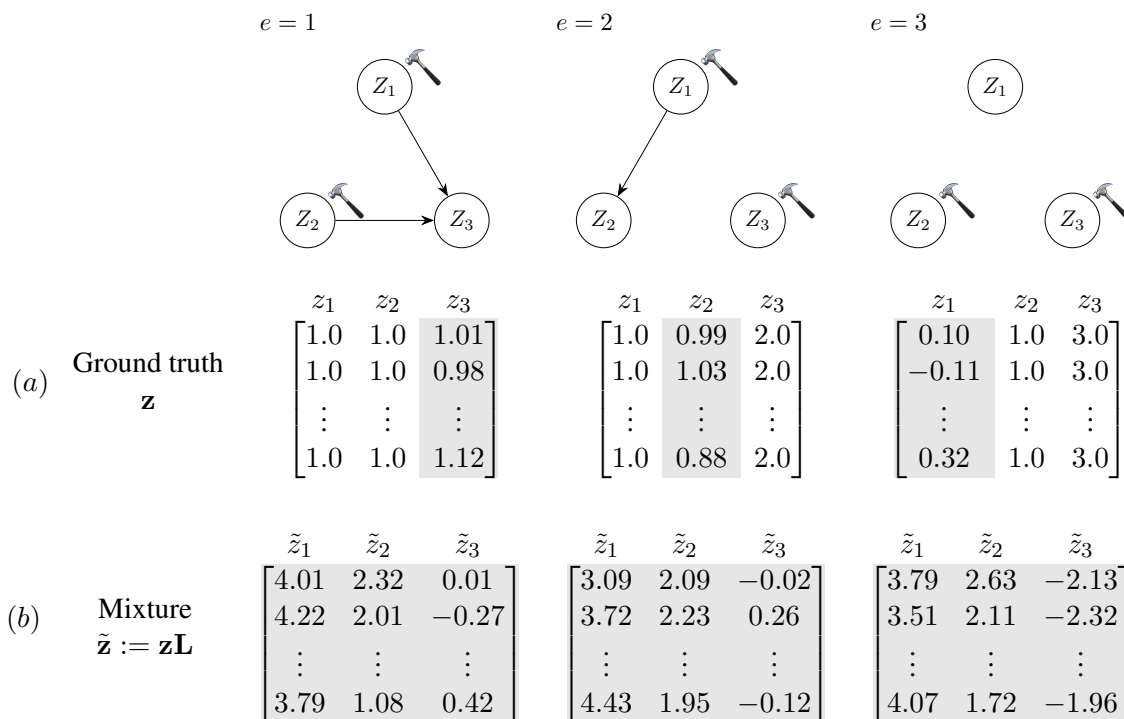 e = 1 e = 2 e = 3
Z₁ Z₁ Z₁
Z₂ Z₃ Z₂ Z₃ Z₂ Z₃
z₁ z₂ z₃ z₁ z₂ z₃ z₁ z₂ z₃
1.0 1.0 1.01 1.0 0.99 2.0 0.10 1.0 3.0
(a) Ground truth 1.0 1.0 0.98 1.0 1.03 2.0 −0.11 1.0 3.0
z ⋮ ⋮ ⋮ ⋮ ⋮ ⋮ ⋮ ⋮ ⋮
1.0 1.0 1.12 1.0 0.88 2.0 0.32 1.0 3.0
z̃₁ z̃₂ z̃₃ z̃₁ z̃₂ z̃₃ z̃₁ z̃₂ z̃₃
4.01 2.32 0.01 3.09 2.09 −0.02 3.79 2.63 −2.13
(b) Mixture 4.22 2.01 −0.27 3.72 2.23 0.26 3.51 2.11 −2.32
z̃ := zL ⋮ ⋮ ⋮ ⋮ ⋮ ⋮ ⋮ ⋮ ⋮
3.79 1.08 0.42 4.43 1.95 −0.12 4.07 1.72 −1.96